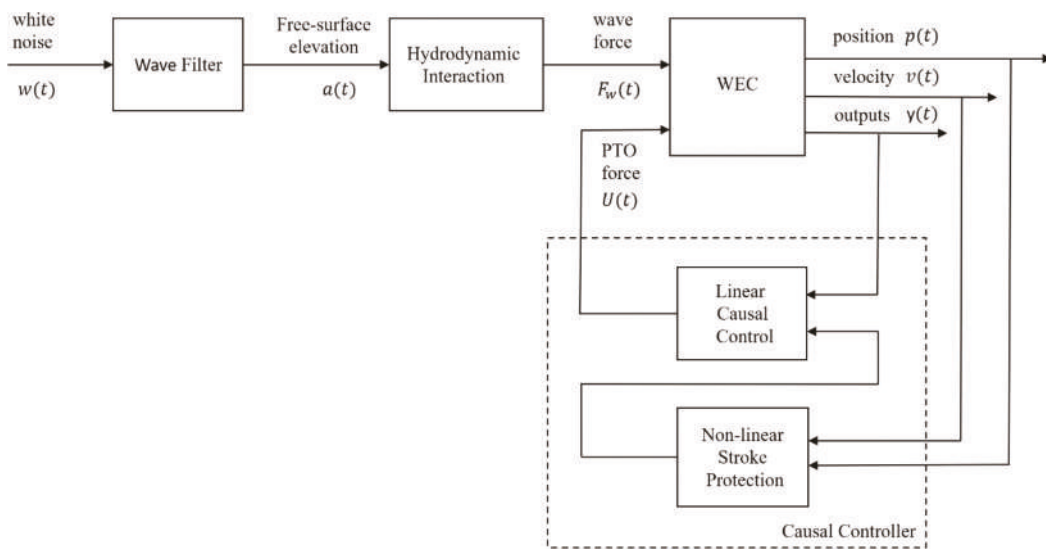 white
noise
w(t)
Wave Filter
Free-surface
elevation
a(t)
Hydrodynamic
Interaction
wave
force
F_w(t)
WEC
position p(t)
velocity v(t)
outputs y(t)
PTO
force
U(t)
Linear
Causal
Control
Non-linear
Stroke
Protection
Causal Controller